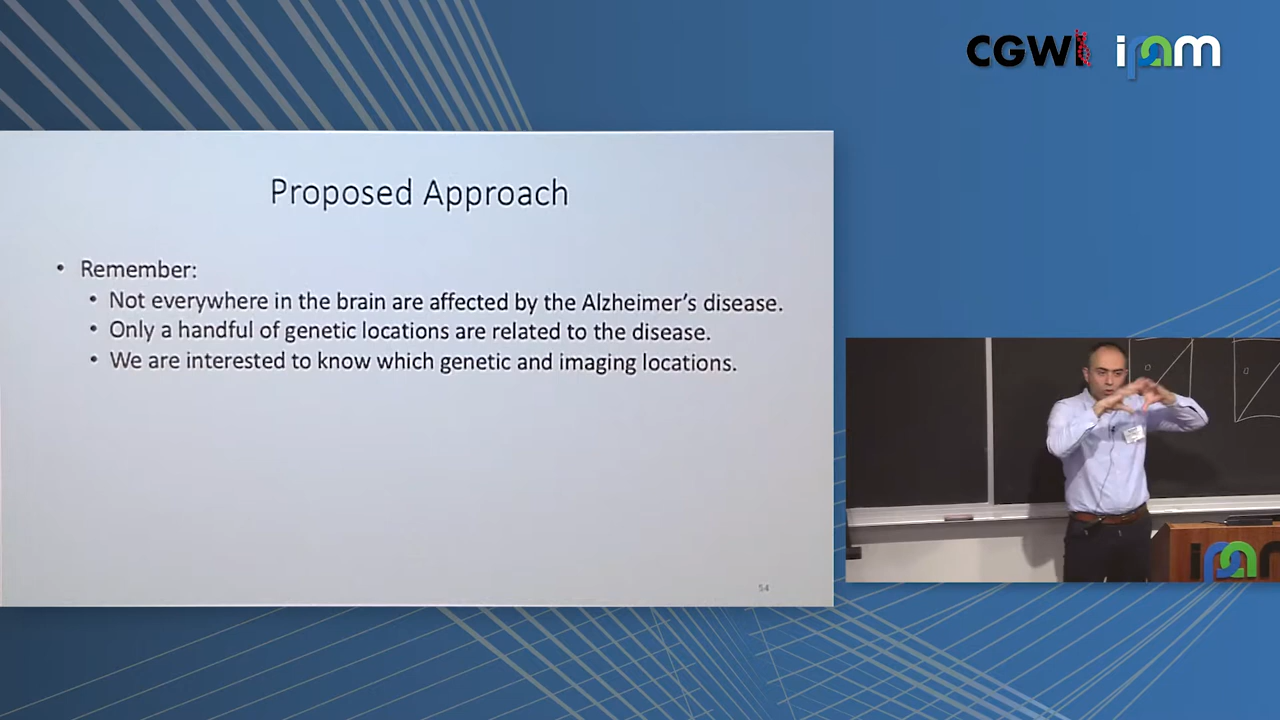 CGWI ipam
Proposed Approach
• Remember:
• Not everywhere in the brain are affected by the Alzheimer's disease.
• Only a handful of genetic locations are related to the disease.
• We are interested to know which genetic and imaging locations.
54
ipam